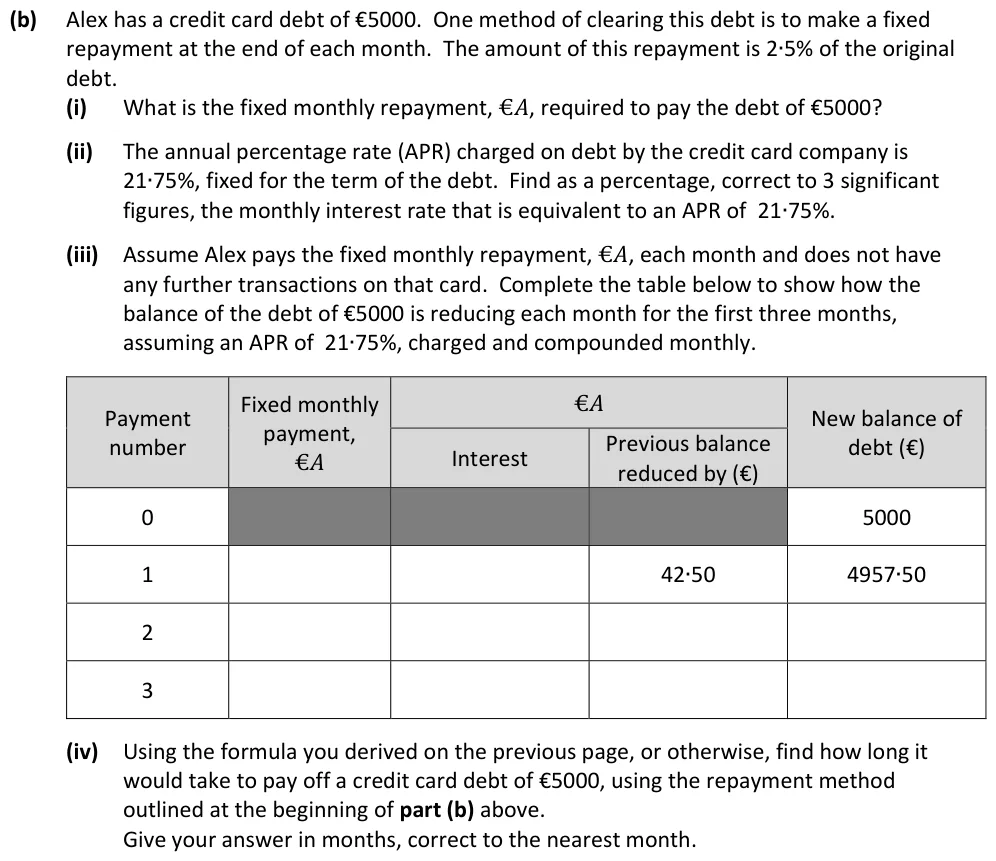 (b) Alex has a credit card debt of €5000. One method of clearing this debt is to make a fixed
repayment at the end of each month. The amount of this repayment is 2·5% of the original
debt.
(i) What is the fixed monthly repayment, €A, required to pay the debt of €5000?
(ii) The annual percentage rate (APR) charged on debt by the credit card company is
21·75%, fixed for the term of the debt. Find as a percentage, correct to 3 significant
figures, the monthly interest rate that is equivalent to an APR of 21·75%.
(iii) Assume Alex pays the fixed monthly repayment, €A, each month and does not have
any further transactions on that card. Complete the table below to show how the
balance of the debt of €5000 is reducing each month for the first three months,
assuming an APR of 21·75%, charged and compounded monthly.
Payment
number
Fixed monthly
payment,
€A
€A
Interest
Previous balance
reduced by (€)
New balance of
debt (€)
0 5000
1 42·50 4957·50
2
3
(iv) Using the formula you derived on the previous page, or otherwise, find how long it
would take to pay off a credit card debt of €5000, using the repayment method
outlined at the beginning of part (b) above.
Give your answer in months, correct to the nearest month.